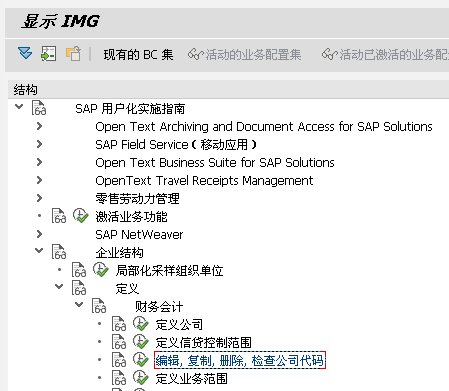 显示 IMG
现有的 BC 集 活动的业务配置集 活动已激活的业务配
结构
SAP 用户化实施指南
Open Text Archiving and Document Access for SAP Solutions
SAP Field Service（移动应用）
Open Text Business Suite for SAP Solutions
OpenText Travel Receipts Management
零售劳动力管理
激活业务功能
SAP NetWeaver
企业结构
局部化采样组织单位
定义
财务会计
定义公司
定义信贷控制范围
编辑, 复制, 删除, 检查公司代码
定义业务范围